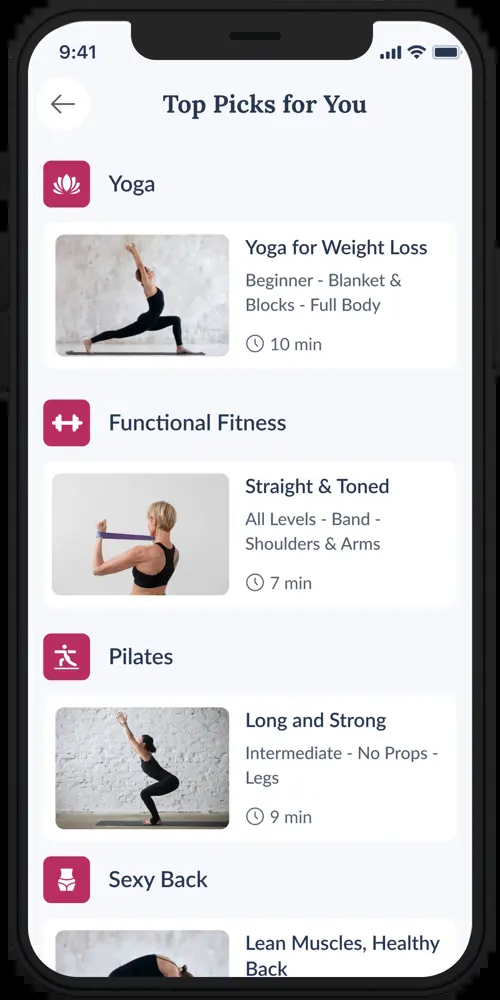 9:41
Top Picks for You
Yoga
Yoga for Weight Loss
Beginner - Blanket &
Blocks - Full Body
10 min
Functional Fitness
Straight & Toned
All Levels - Band -
Shoulders & Arms
7 min
Pilates
Long and Strong
Intermediate - No Props -
Legs
9 min
Sexy Back
Lean Muscles, Healthy
Back